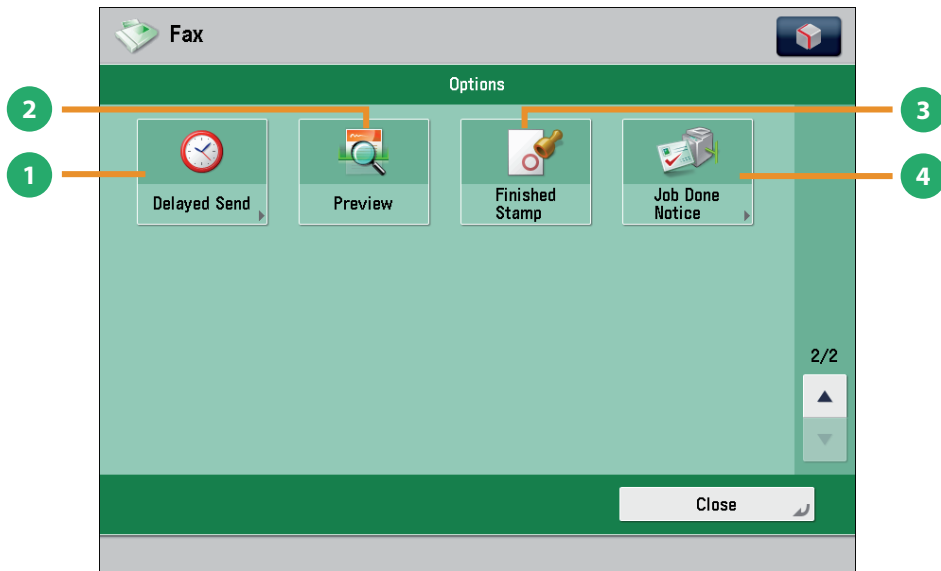 Fax
Options
2
3
1
4
Delayed Send
Preview
Finished
Stamp
Job Done
Notice
2/2
Close